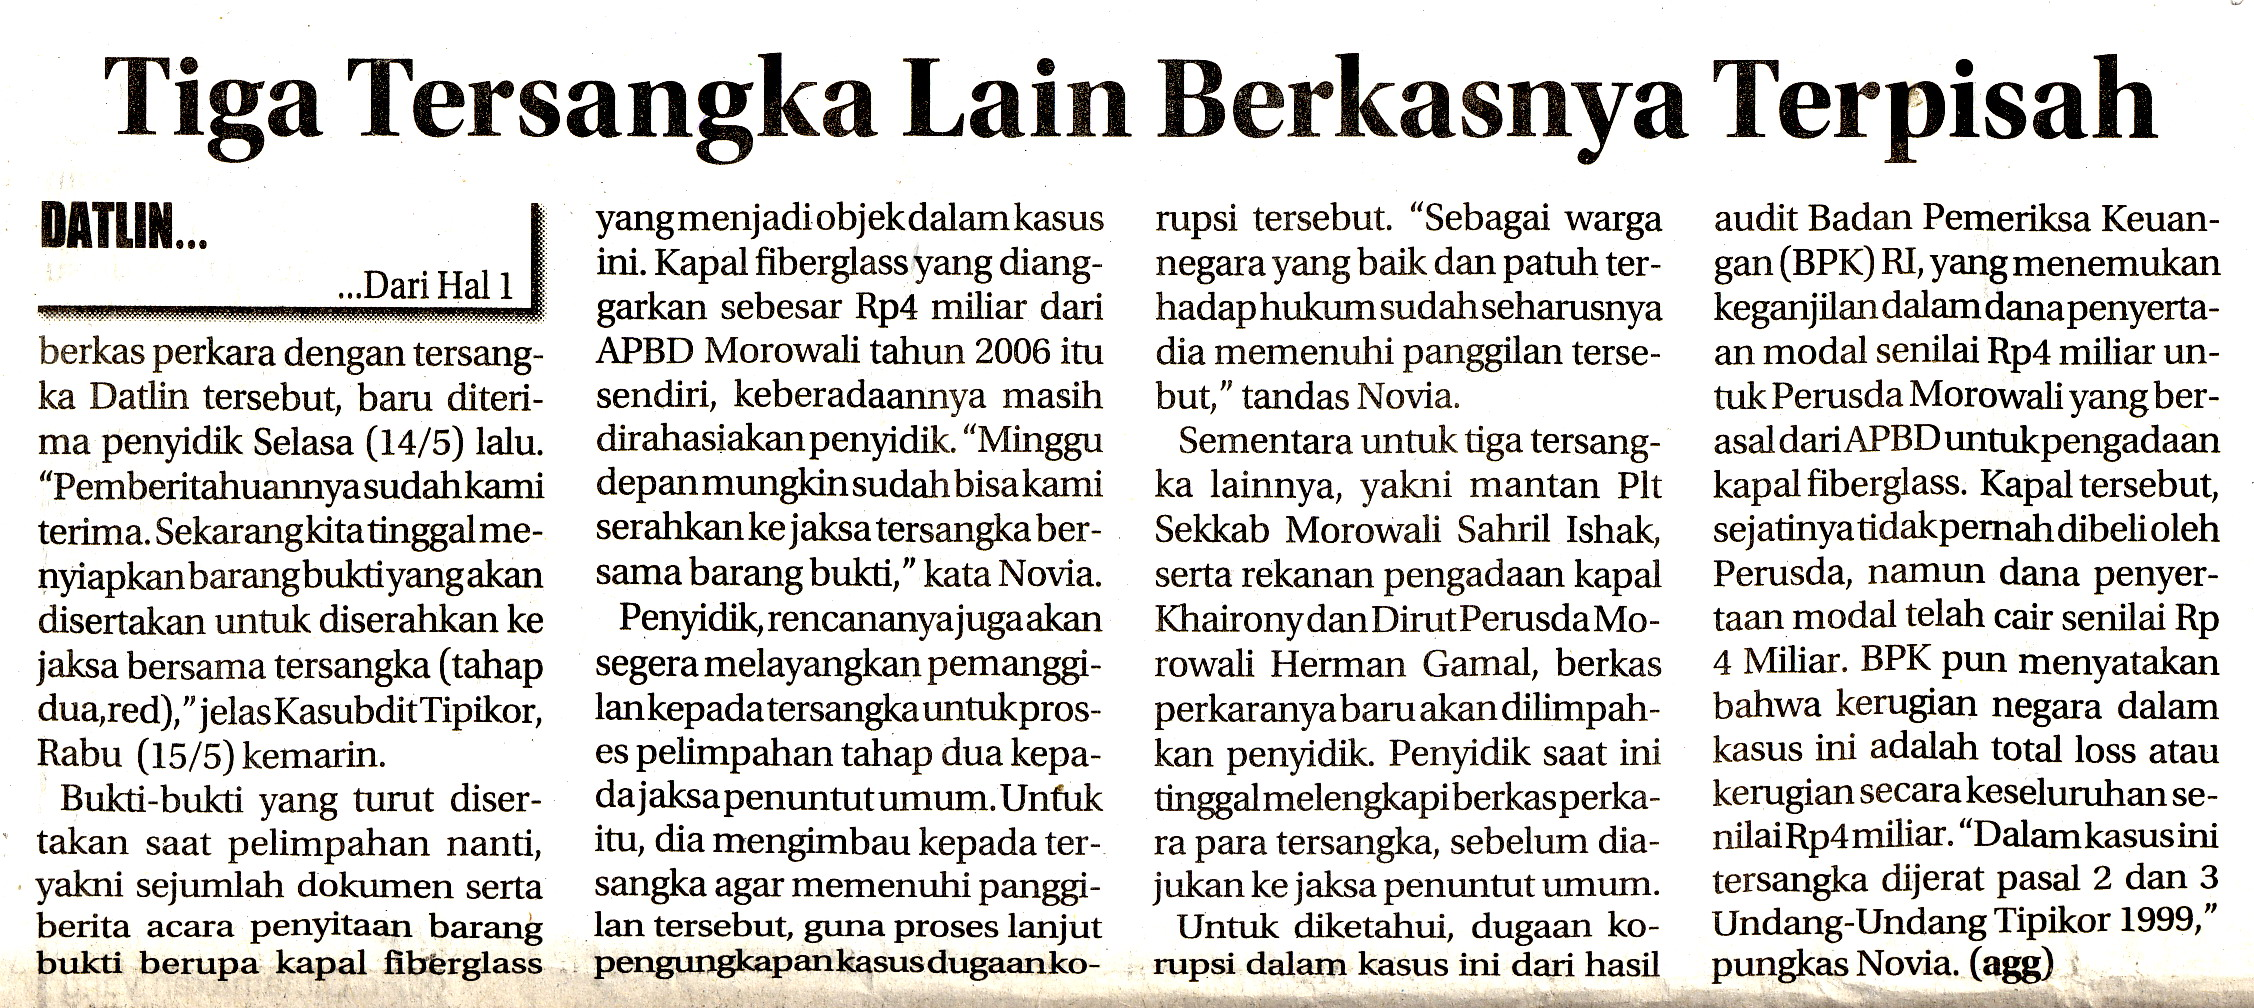 Tiga Tersangka Lain Berkasnya Terpisah
DATLIN...
...Dari Hal 1
berkas perkara dengan tersang-
ka Datlin tersebut, baru diteri-
ma penyidik Selasa (14/5) lalu.
“Pemberitahuannya sudah kami
terima. Sekarang kita tinggal me-
nyiapkan barang bukti yang akan
disertakan untuk diserahkan ke
jaksa bersama tersangka (tahap
dua,red),” jelas Kasubdit Tipikor,
Rabu (15/5) kemarin.
Bukti-bukti yang turut diser-
takan saat pelimpahan nanti,
yakni sejumlah dokumen serta
berita acara penyitaan barang
bukti berupa kapal fiberglass
yang menjadi objek dalam kasus
ini. Kapal fiberglass yang diang-
garkan sebesar Rp4 miliar dari
APBD Morowali tahun 2006 itu
sendiri, keberadaannya masih
dirahasiakan penyidik. “Minggu
depan mungkin sudah bisa kami
serahkan ke jaksa tersangka ber-
sama barang bukti,” kata Novia.
Penyidik, rencananya juga akan
segera melayangkan pemanggi-
lan kepada tersangka untuk pros-
es pelimpahan tahap dua kepa-
da jaksa penuntut umum. Untuk
itu, dia mengimbau kepada ter-
sangka agar memenuhi panggi-
lan tersebut, guna proses lanjut
pengungkapan kasus dugaan ko-
rupsi tersebut. “Sebagai warga
negara yang baik dan patuh ter-
hadap hukum sudah seharusnya
dia memenuhi panggilan terse-
but,” tandas Novia.
Sementara untuk tiga tersang-
ka lainnya, yakni mantan Plt
Sekkab Morowali Sahril Ishak,
serta rekanan pengadaan kapal
Khairony dan Dirut Perusda Mo-
rowali Herman Gamal, berkas
perkaranya baru akan dilimpah-
kan penyidik. Penyidik saat ini
tinggal melengkapi berkas perka-
ra para tersangka, sebelum dia-
jukan ke jaksa penuntut umum.
Untuk diketahui, dugaan ko-
rupsi dalam kasus ini dari hasil
audit Badan Pemeriksa Keuan-
gan (BPK) RI, yang menemukan
keganjilan dalam dana penyerta-
an modal senilai Rp4 miliar un-
tuk Perusda Morowali yang ber-
asal dari APBD untuk pengadaan
kapal fiberglass. Kapal tersebut,
sejatinya tidak pernah dibeli oleh
Perusda, namun dana penyer-
taan modal telah cair senilai Rp
4 Miliar. BPK pun menyatakan
bahwa kerugian negara dalam
kasus ini adalah total loss atau
kerugian secara keseluruhan se-
nilai Rp4 miliar. “Dalam kasus ini
tersangka dijerat pasal 2 dan 3
Undang-Undang Tipikor 1999,”
pungkas Novia. (agg)